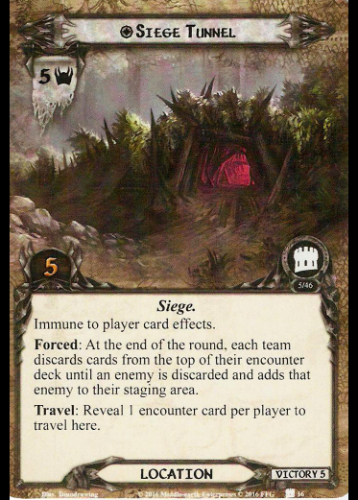 SIEGE TUNNEL
5
5
5/46
Siege.
Immune to player card effects.
Forced: At the end of the round, each team
discards cards from the top of their encounter
deck until an enemy is discarded and adds that
enemy to their staging area.
Travel: Reveal 1 encounter card per player to
travel here.
LOCATION
VICTORY 5
© 2016 FFG